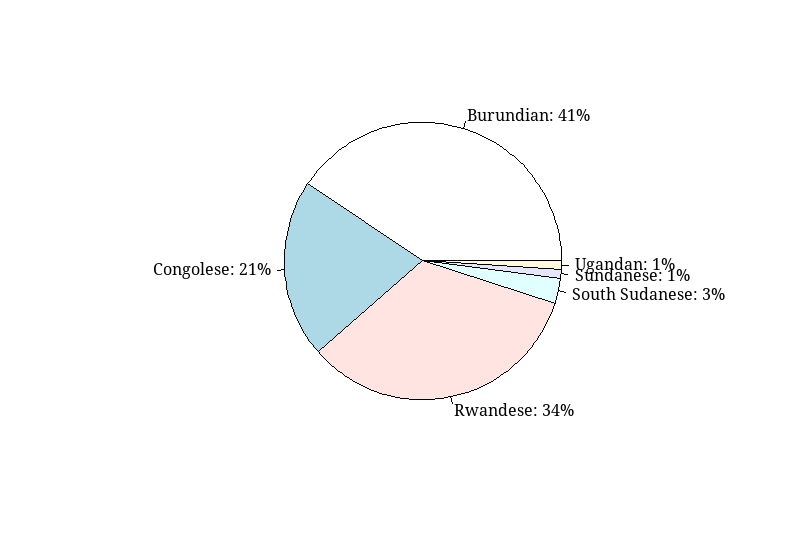 Burundian: 41%
Congolese: 21%
Ugandan: 1%
Sundanese: 1%
South Sudanese: 3%
Rwandese: 34%